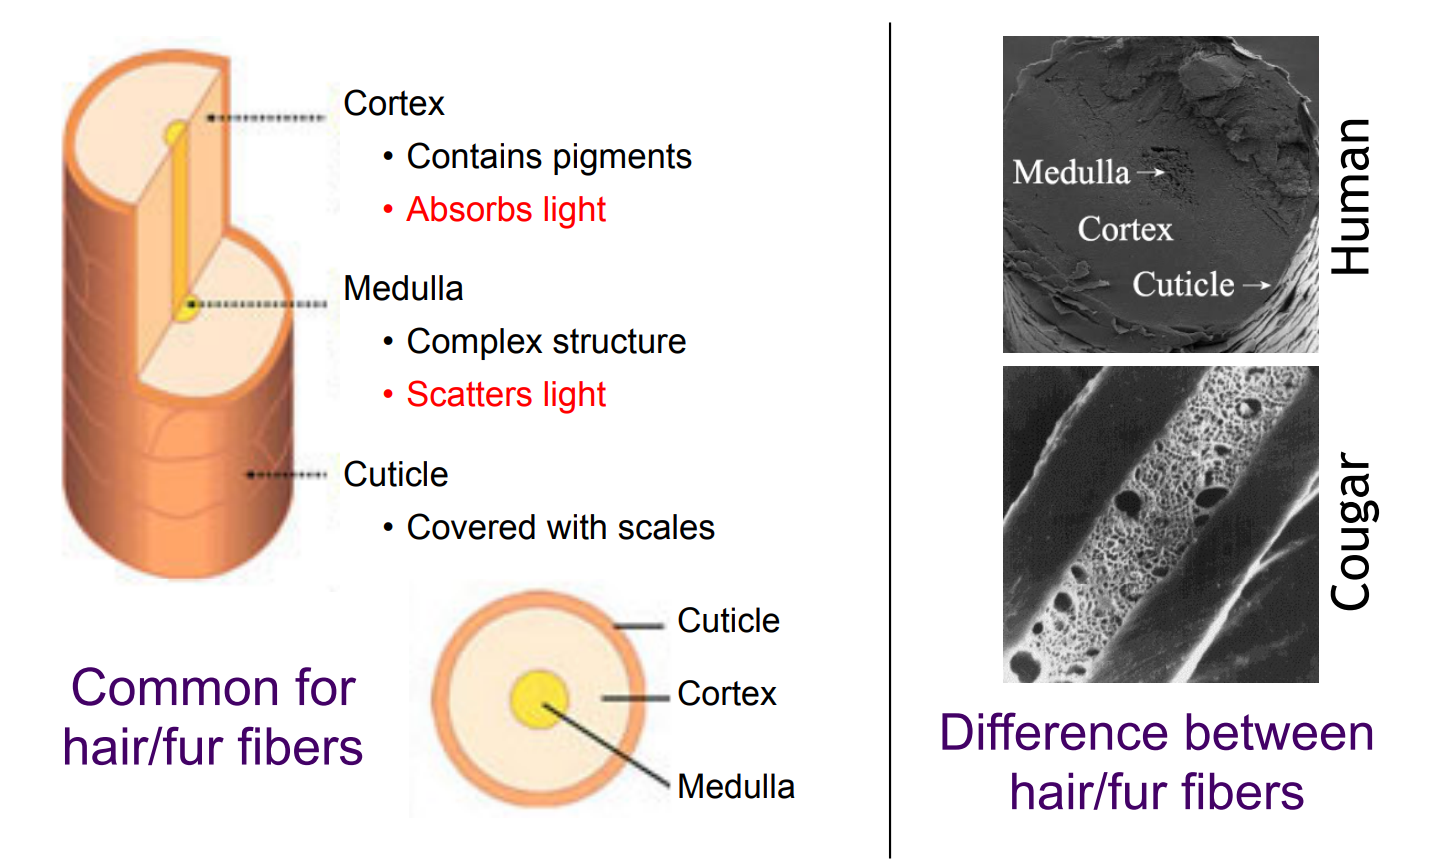 Cortex
• Contains pigments
• Absorbs light
Medulla
• Complex structure
• Scatters light
Cuticle
• Covered with scales
Cuticle
Cortex
Medulla
Common for
hair/fur fibers
Medulla
Cortex
Cuticle
Human
Cougar
Difference between
hair/fur fibers